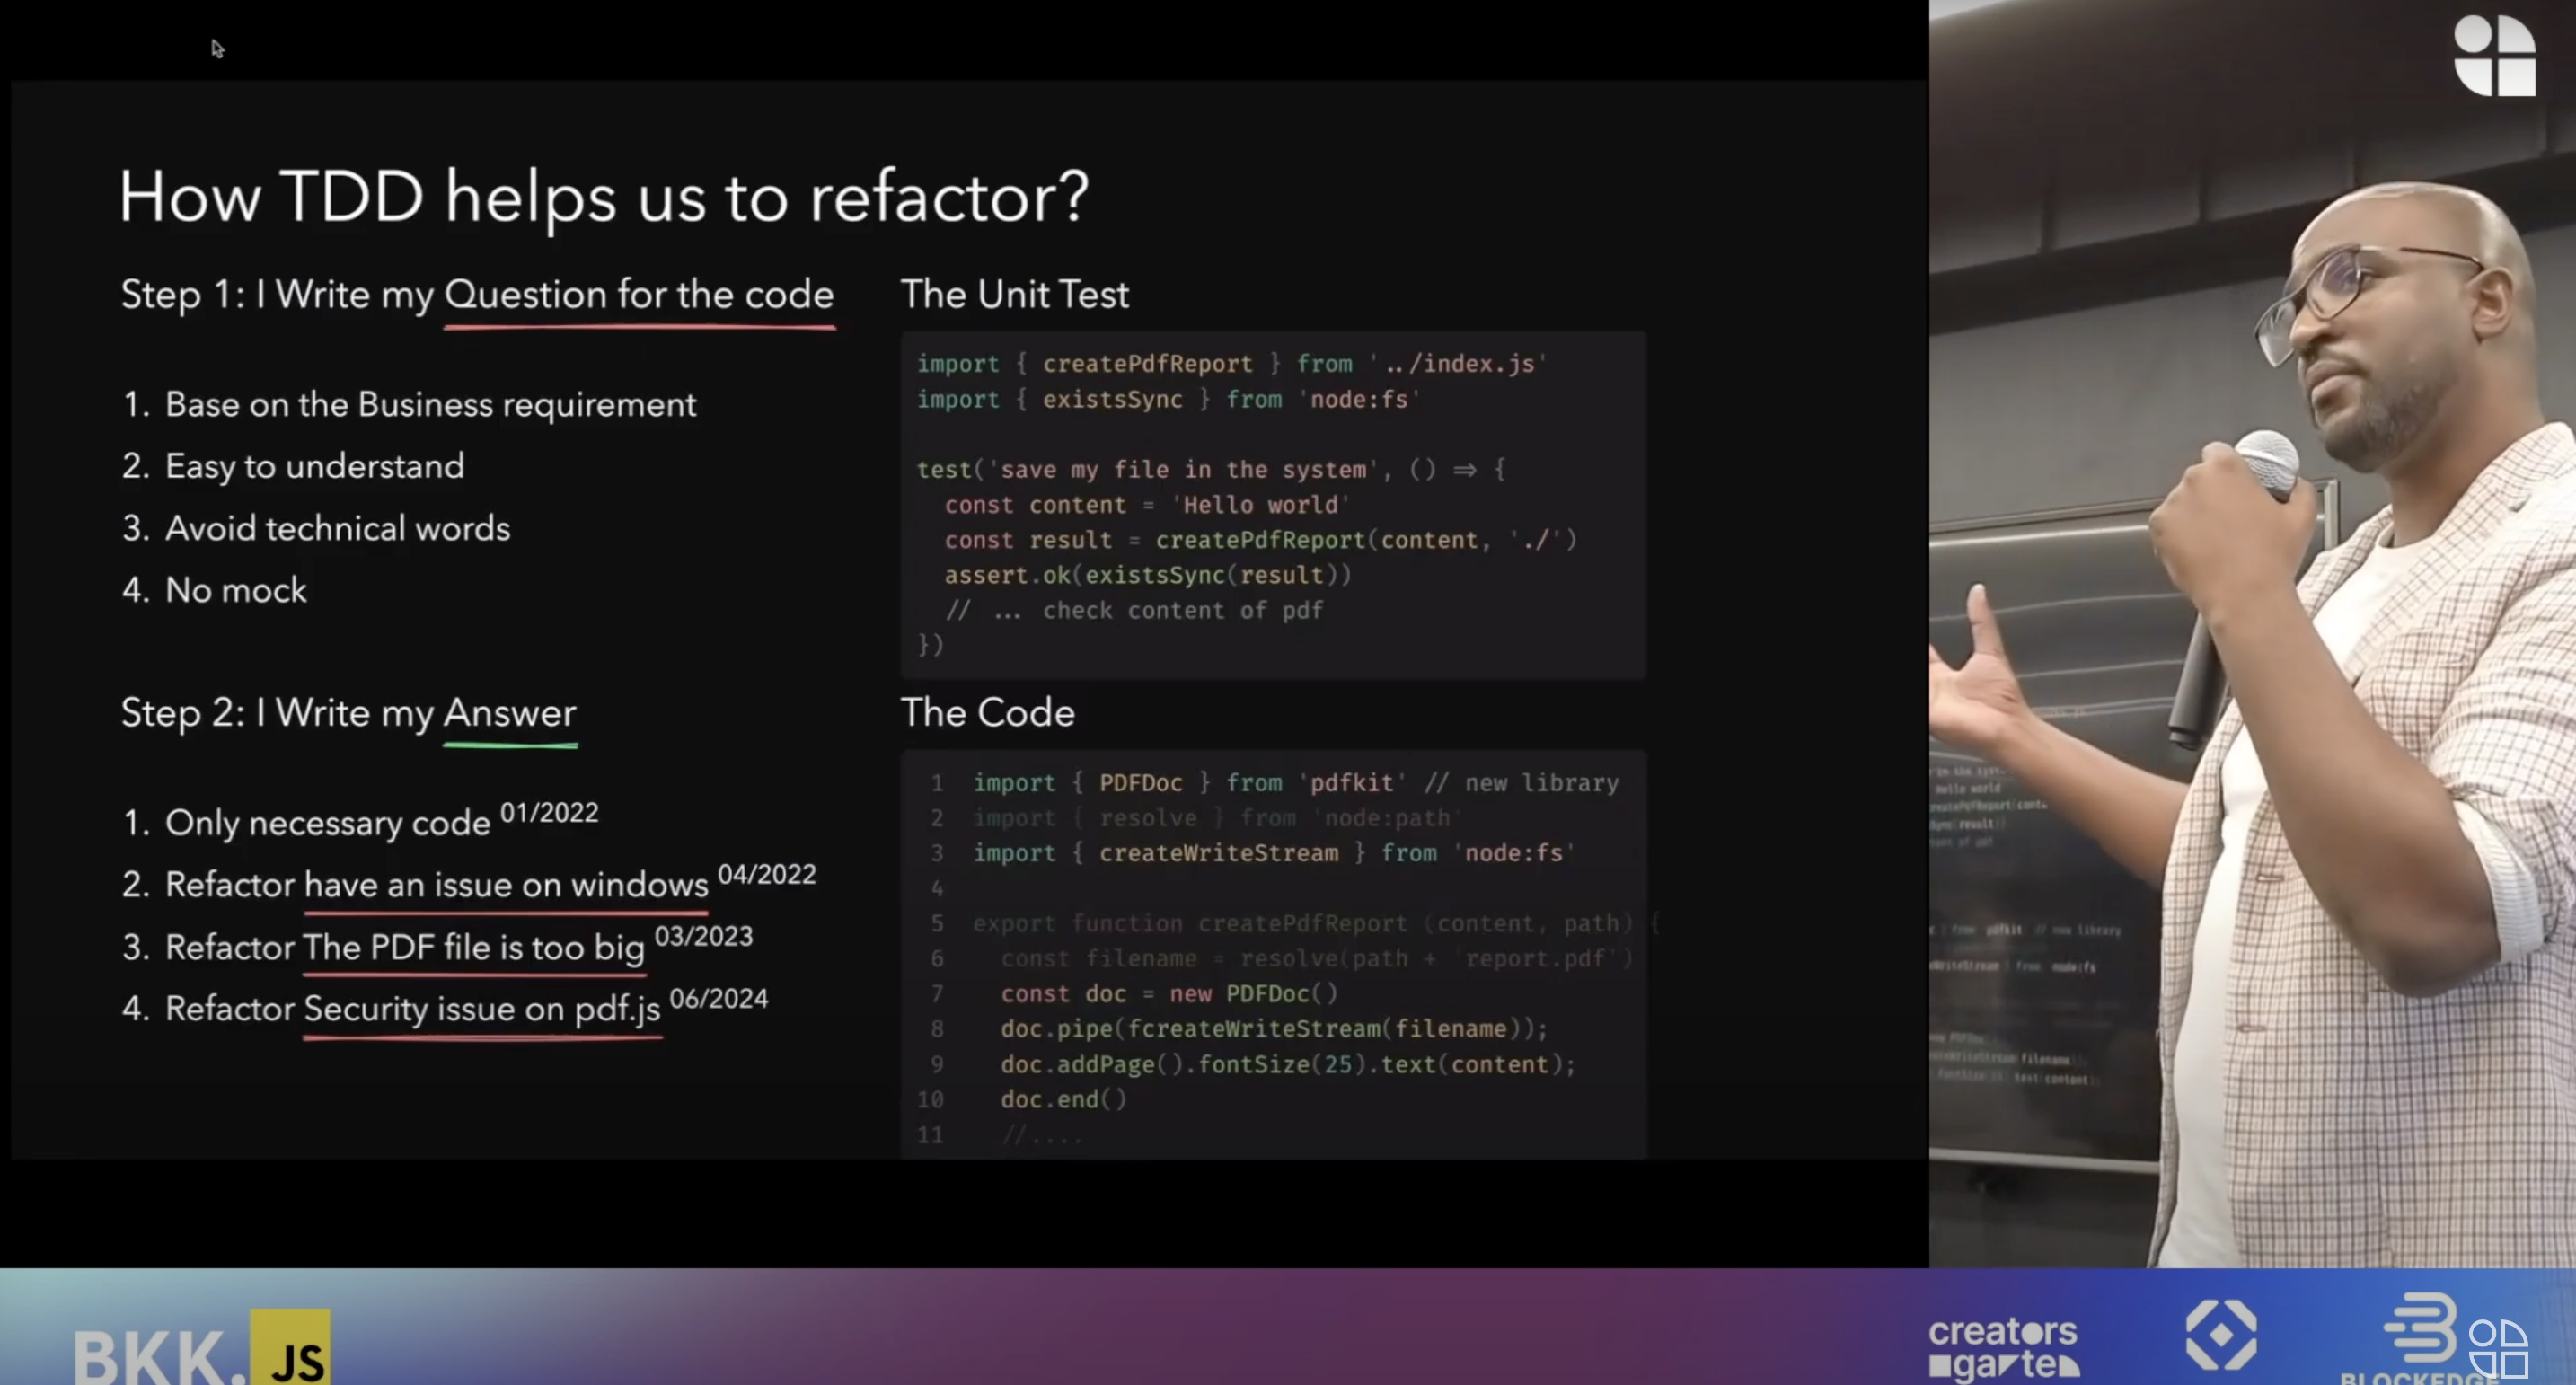 How TDD helps us to refactor?
Step 1: I Write my Question for the code
1. Base on the Business requirement
2. Easy to understand
3. Avoid technical words
4. No mock
Step 2: I Write my Answer
1. Only necessary code 01/2022
2. Refactor have an issue on windows 04/2022
3. Refactor The PDF file is too big 03/2023
4. Refactor Security issue on pdf.js 06/2024
The Unit Test
import { createPdfReport } from '../index.js'
import { existsSync } from 'node:fs'
test('save my file in the system', () => {
const content = 'Hello world'
const result = createPdfReport(content, './')
assert.ok(existsSync(result))
// ... check content of pdf
})
The Code
1 import { PDFDoc } from 'pdfkit' // new library
2 import { resolve } from 'node:path'
3 import { createWriteStream } from 'node:fs'
4
5 export function createPdfReport (content, path) {
6 const filename = resolve(path + 'report.pdf')
7 const doc = new PDFDoc()
8 doc.pipe(fcreateWriteStream(filename));
9 doc.addPage().fontSize(25).text(content);
10 doc.end()
11 //....
BKK.JS
creators
garten
BLOCKEDGE